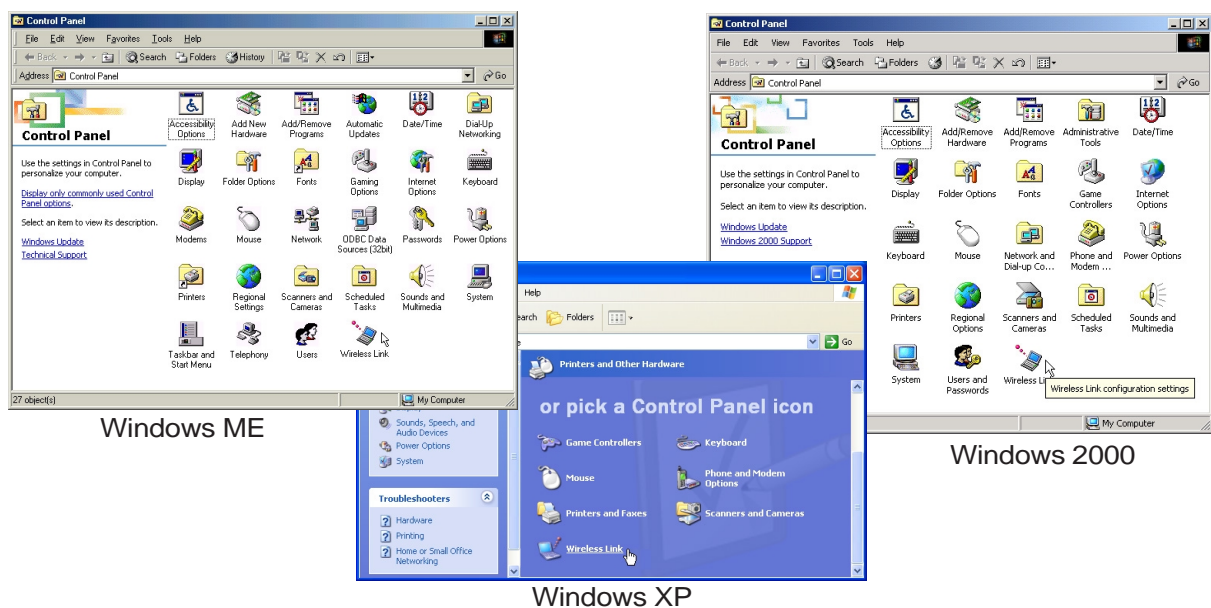 Control Panel
File Edit View Favorites Tools Help
Back Search Folders History
Address Control Panel Go
Control Panel
Use the settings in Control Panel to
personalize your computer.
Display only commonly used Control
Panel options.
Select an item to view its description.
Windows Update
Technical Support
Accessibility
Options
Add New
Hardware
Add/Remove
Programs
Automatic
Updates
Date/Time
Dial-Up
Networking
Display
Folder Options
Fonts
Gaming
Options
Internet
Options
Keyboard
Modems
Mouse
Network
ODBC Data
Sources (32bit)
Passwords
Power Options
Printers
Regional
Settings
Scanners and
Cameras
Scheduled
Tasks
Sounds and
Multimedia
System
Taskbar and
Start Menu
Telephony
Users
Wireless Link
27 object(s) My Computer
Windows ME
Control Panel
File Edit View Favorites Tools Help
Back Search Folders
Address Control Panel Go
Control Panel
Use the settings in Control Panel to
personalize your computer.
Select an item to view its description.
Windows Update
Windows 2000 Support
Accessibility
Options
Add/Remove
Hardware
Add/Remove
Programs
Administrative
Tools
Date/Time
Display
Folder Options
Fonts
Game
Controllers
Internet
Options
Keyboard
Mouse
Network and
Dial-up Co...
Phone and
Modem ...
Power Options
Printers
Regional
Options
Scanners and
Cameras
Scheduled
Tasks
Sounds and
Multimedia
System
Users and
Passwords
Wireless Li
Wireless Link configuration settings
My Computer
Windows 2000
Help
earch Folders
Go
Printers and Other Hardware
or pick a Control Panel icon
Sounds, Speech, and
Audio Devices
Power Options
System
Troubleshooters
Hardware
Printing
Home or Small Office
Networking
Game Controllers
Keyboard
Mouse
Phone and Modem
Options
Printers and Faxes
Scanners and Cameras
Wireless Link
Windows XP